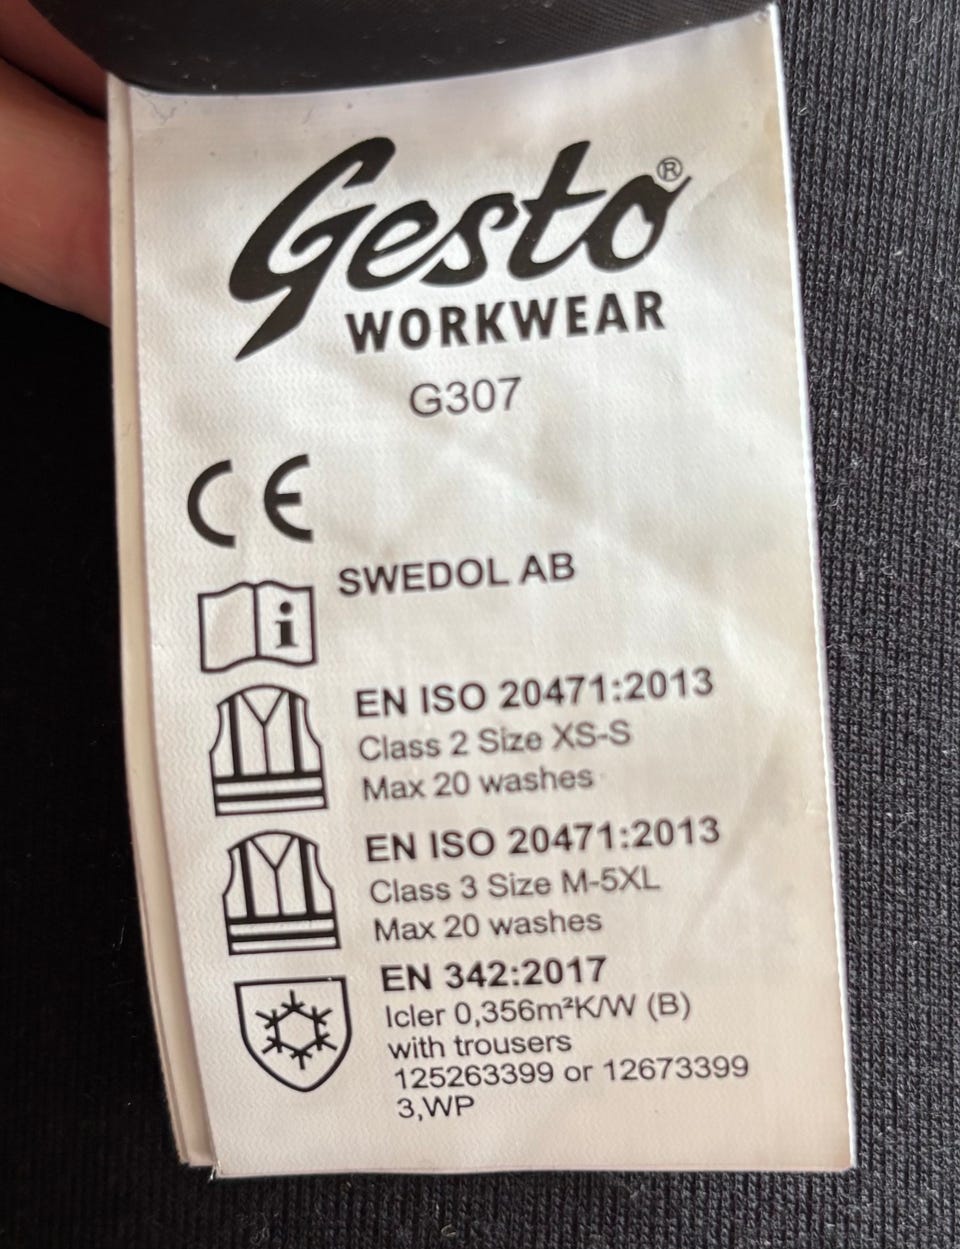 Gesto®
WORKWEAR
G307
CE
SWEDOL AB
i
EN ISO 20471:2013
Class 2 Size XS-S
Max 20 washes
EN ISO 20471:2013
Class 3 Size M-5XL
Max 20 washes
EN 342:2017
Icler 0,356m²K/W (B)
with trousers
125263399 or 12673399
3,WP